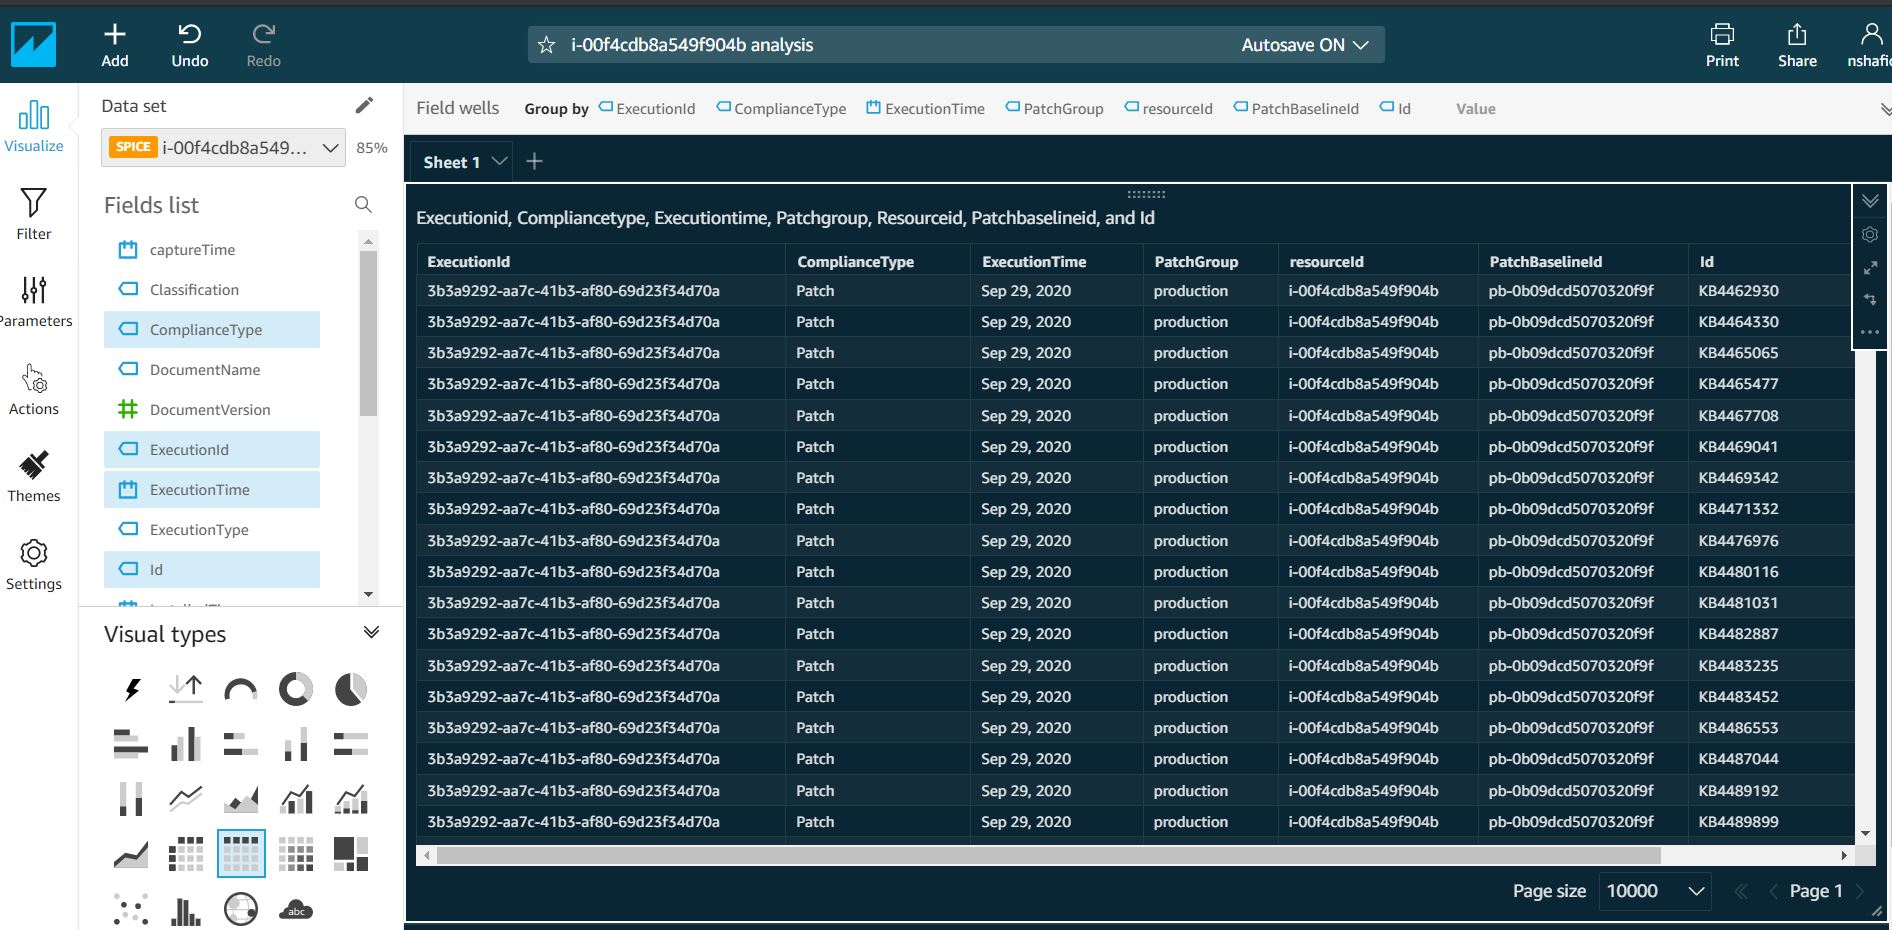 Add
Undo
Redo
i-00f4cdb8a549f904b analysis
Autosave ON
Print
Share
nshafi
Visualize
Filter
Parameters
Actions
Themes
Settings
Data set
SPICE i-00f4cdb8a549... 85%
Fields list
captureTime
Classification
ComplianceType
DocumentName
DocumentVersion
ExecutionId
ExecutionTime
ExecutionType
Id
Visual types
abc
Field wells Group by ExecutionId ComplianceType ExecutionTime PatchGroup resourceId PatchBaselineId Id Value
Sheet 1
Executionid, Compliancetype, Executiontime, Patchgroup, Resourceid, Patchbaselineid, and Id
ExecutionId ComplianceType ExecutionTime PatchGroup resourceId PatchBaselineId Id
3b3a9292-aa7c-41b3-af80-69d23f34d70a Patch Sep 29, 2020 production i-00f4cdb8a549f904b pb-0b09dcd5070320f9f KB4462930
3b3a9292-aa7c-41b3-af80-69d23f34d70a Patch Sep 29, 2020 production i-00f4cdb8a549f904b pb-0b09dcd5070320f9f KB4464330
3b3a9292-aa7c-41b3-af80-69d23f34d70a Patch Sep 29, 2020 production i-00f4cdb8a549f904b pb-0b09dcd5070320f9f KB4465065
3b3a9292-aa7c-41b3-af80-69d23f34d70a Patch Sep 29, 2020 production i-00f4cdb8a549f904b pb-0b09dcd5070320f9f KB4465477
3b3a9292-aa7c-41b3-af80-69d23f34d70a Patch Sep 29, 2020 production i-00f4cdb8a549f904b pb-0b09dcd5070320f9f KB4467708
3b3a9292-aa7c-41b3-af80-69d23f34d70a Patch Sep 29, 2020 production i-00f4cdb8a549f904b pb-0b09dcd5070320f9f KB4469041
3b3a9292-aa7c-41b3-af80-69d23f34d70a Patch Sep 29, 2020 production i-00f4cdb8a549f904b pb-0b09dcd5070320f9f KB4469342
3b3a9292-aa7c-41b3-af80-69d23f34d70a Patch Sep 29, 2020 production i-00f4cdb8a549f904b pb-0b09dcd5070320f9f KB4471332
3b3a9292-aa7c-41b3-af80-69d23f34d70a Patch Sep 29, 2020 production i-00f4cdb8a549f904b pb-0b09dcd5070320f9f KB4476976
3b3a9292-aa7c-41b3-af80-69d23f34d70a Patch Sep 29, 2020 production i-00f4cdb8a549f904b pb-0b09dcd5070320f9f KB4480116
3b3a9292-aa7c-41b3-af80-69d23f34d70a Patch Sep 29, 2020 production i-00f4cdb8a549f904b pb-0b09dcd5070320f9f KB4481031
3b3a9292-aa7c-41b3-af80-69d23f34d70a Patch Sep 29, 2020 production i-00f4cdb8a549f904b pb-0b09dcd5070320f9f KB4482887
3b3a9292-aa7c-41b3-af80-69d23f34d70a Patch Sep 29, 2020 production i-00f4cdb8a549f904b pb-0b09dcd5070320f9f KB4483235
3b3a9292-aa7c-41b3-af80-69d23f34d70a Patch Sep 29, 2020 production i-00f4cdb8a549f904b pb-0b09dcd5070320f9f KB4483452
3b3a9292-aa7c-41b3-af80-69d23f34d70a Patch Sep 29, 2020 production i-00f4cdb8a549f904b pb-0b09dcd5070320f9f KB4486553
3b3a9292-aa7c-41b3-af80-69d23f34d70a Patch Sep 29, 2020 production i-00f4cdb8a549f904b pb-0b09dcd5070320f9f KB4487044
3b3a9292-aa7c-41b3-af80-69d23f34d70a Patch Sep 29, 2020 production i-00f4cdb8a549f904b pb-0b09dcd5070320f9f KB4489192
3b3a9292-aa7c-41b3-af80-69d23f34d70a Patch Sep 29, 2020 production i-00f4cdb8a549f904b pb-0b09dcd5070320f9f KB4489899
Page size 10000 Page 1